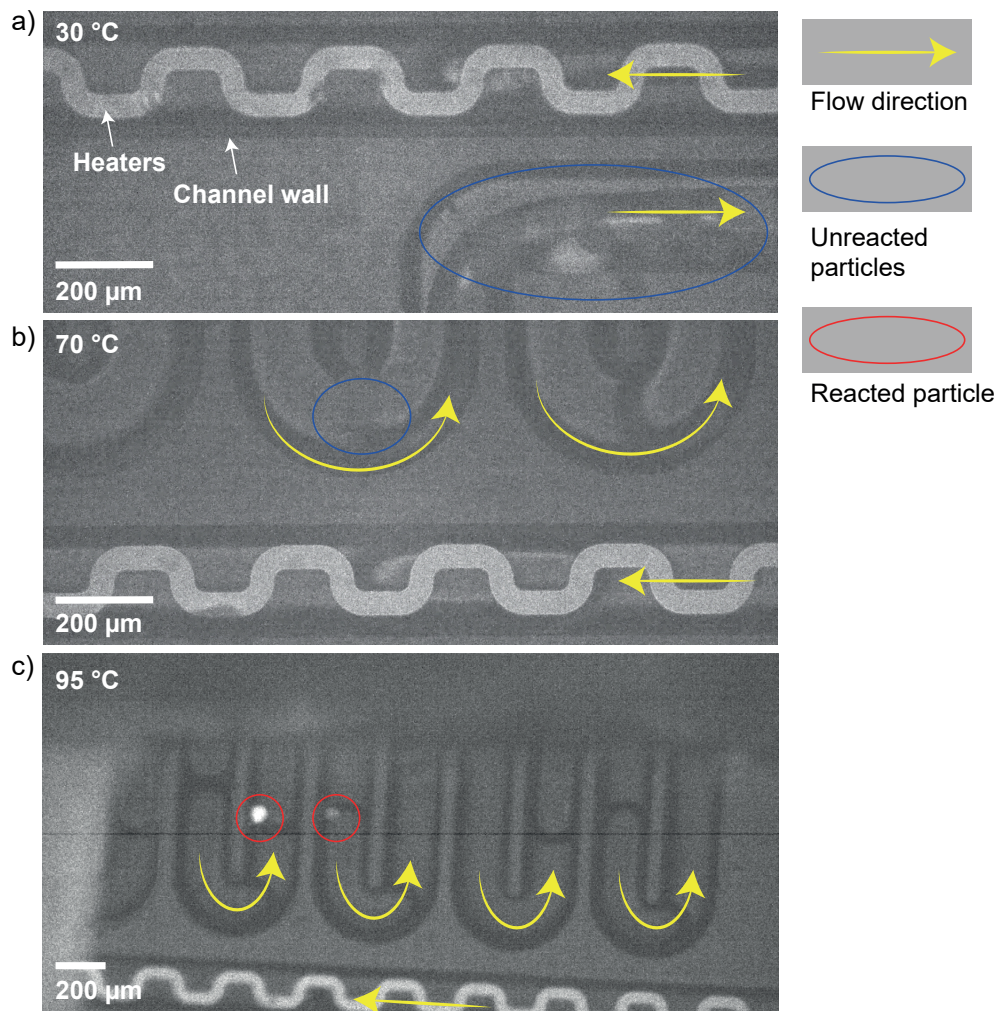 a)
30 °C
Heaters
Channel wall
200 µm
b)
70 °C
200 µm
c)
95 °C
200 µm
Flow direction
Unreacted
particles
Reacted particle